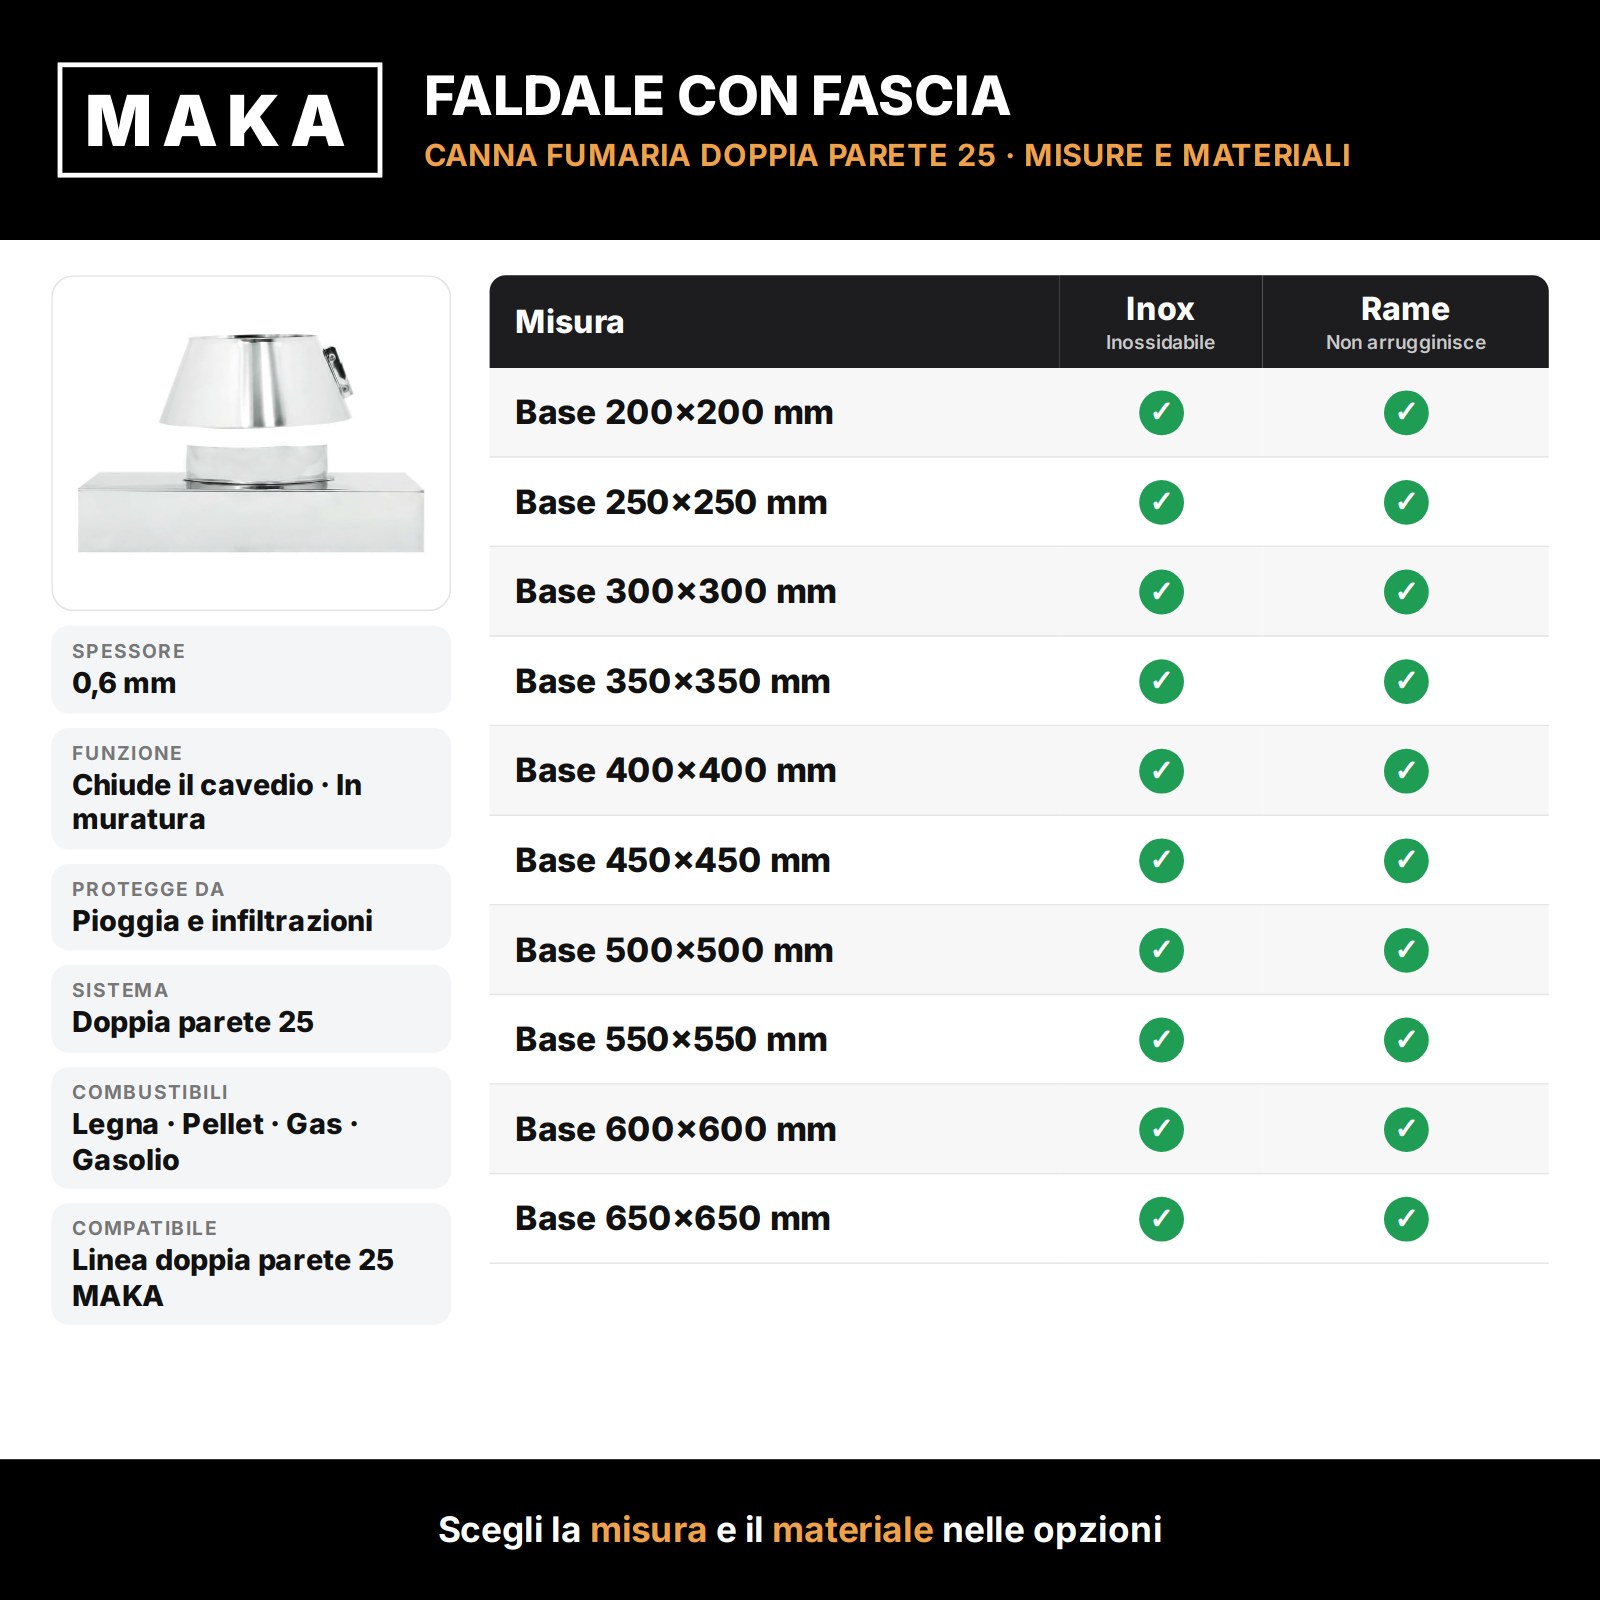 MAKA
FALDALE CON FASCIA
CANNA FUMARIA DOPPIA PARETE 25 · MISURE E MATERIALI
SPESSORE
0,6 mm
FUNZIONE
Chiude il cavedio · In
muratura
PROTEGGE DA
Pioggia e infiltrazioni
SISTEMA
Doppia parete 25
COMBUSTIBILI
Legna · Pellet · Gas ·
Gasolio
COMPATIBILE
Linea doppia parete 25
MAKA
Misura Inox Rame
Inossidabile Non arrugginisce
Base 200×200 mm ✓ ✓
Base 250×250 mm ✓ ✓
Base 300×300 mm ✓ ✓
Base 350×350 mm ✓ ✓
Base 400×400 mm ✓ ✓
Base 450×450 mm ✓ ✓
Base 500×500 mm ✓ ✓
Base 550×550 mm ✓ ✓
Base 600×600 mm ✓ ✓
Base 650×650 mm ✓ ✓
Scegli la misura e il materiale nelle opzioni